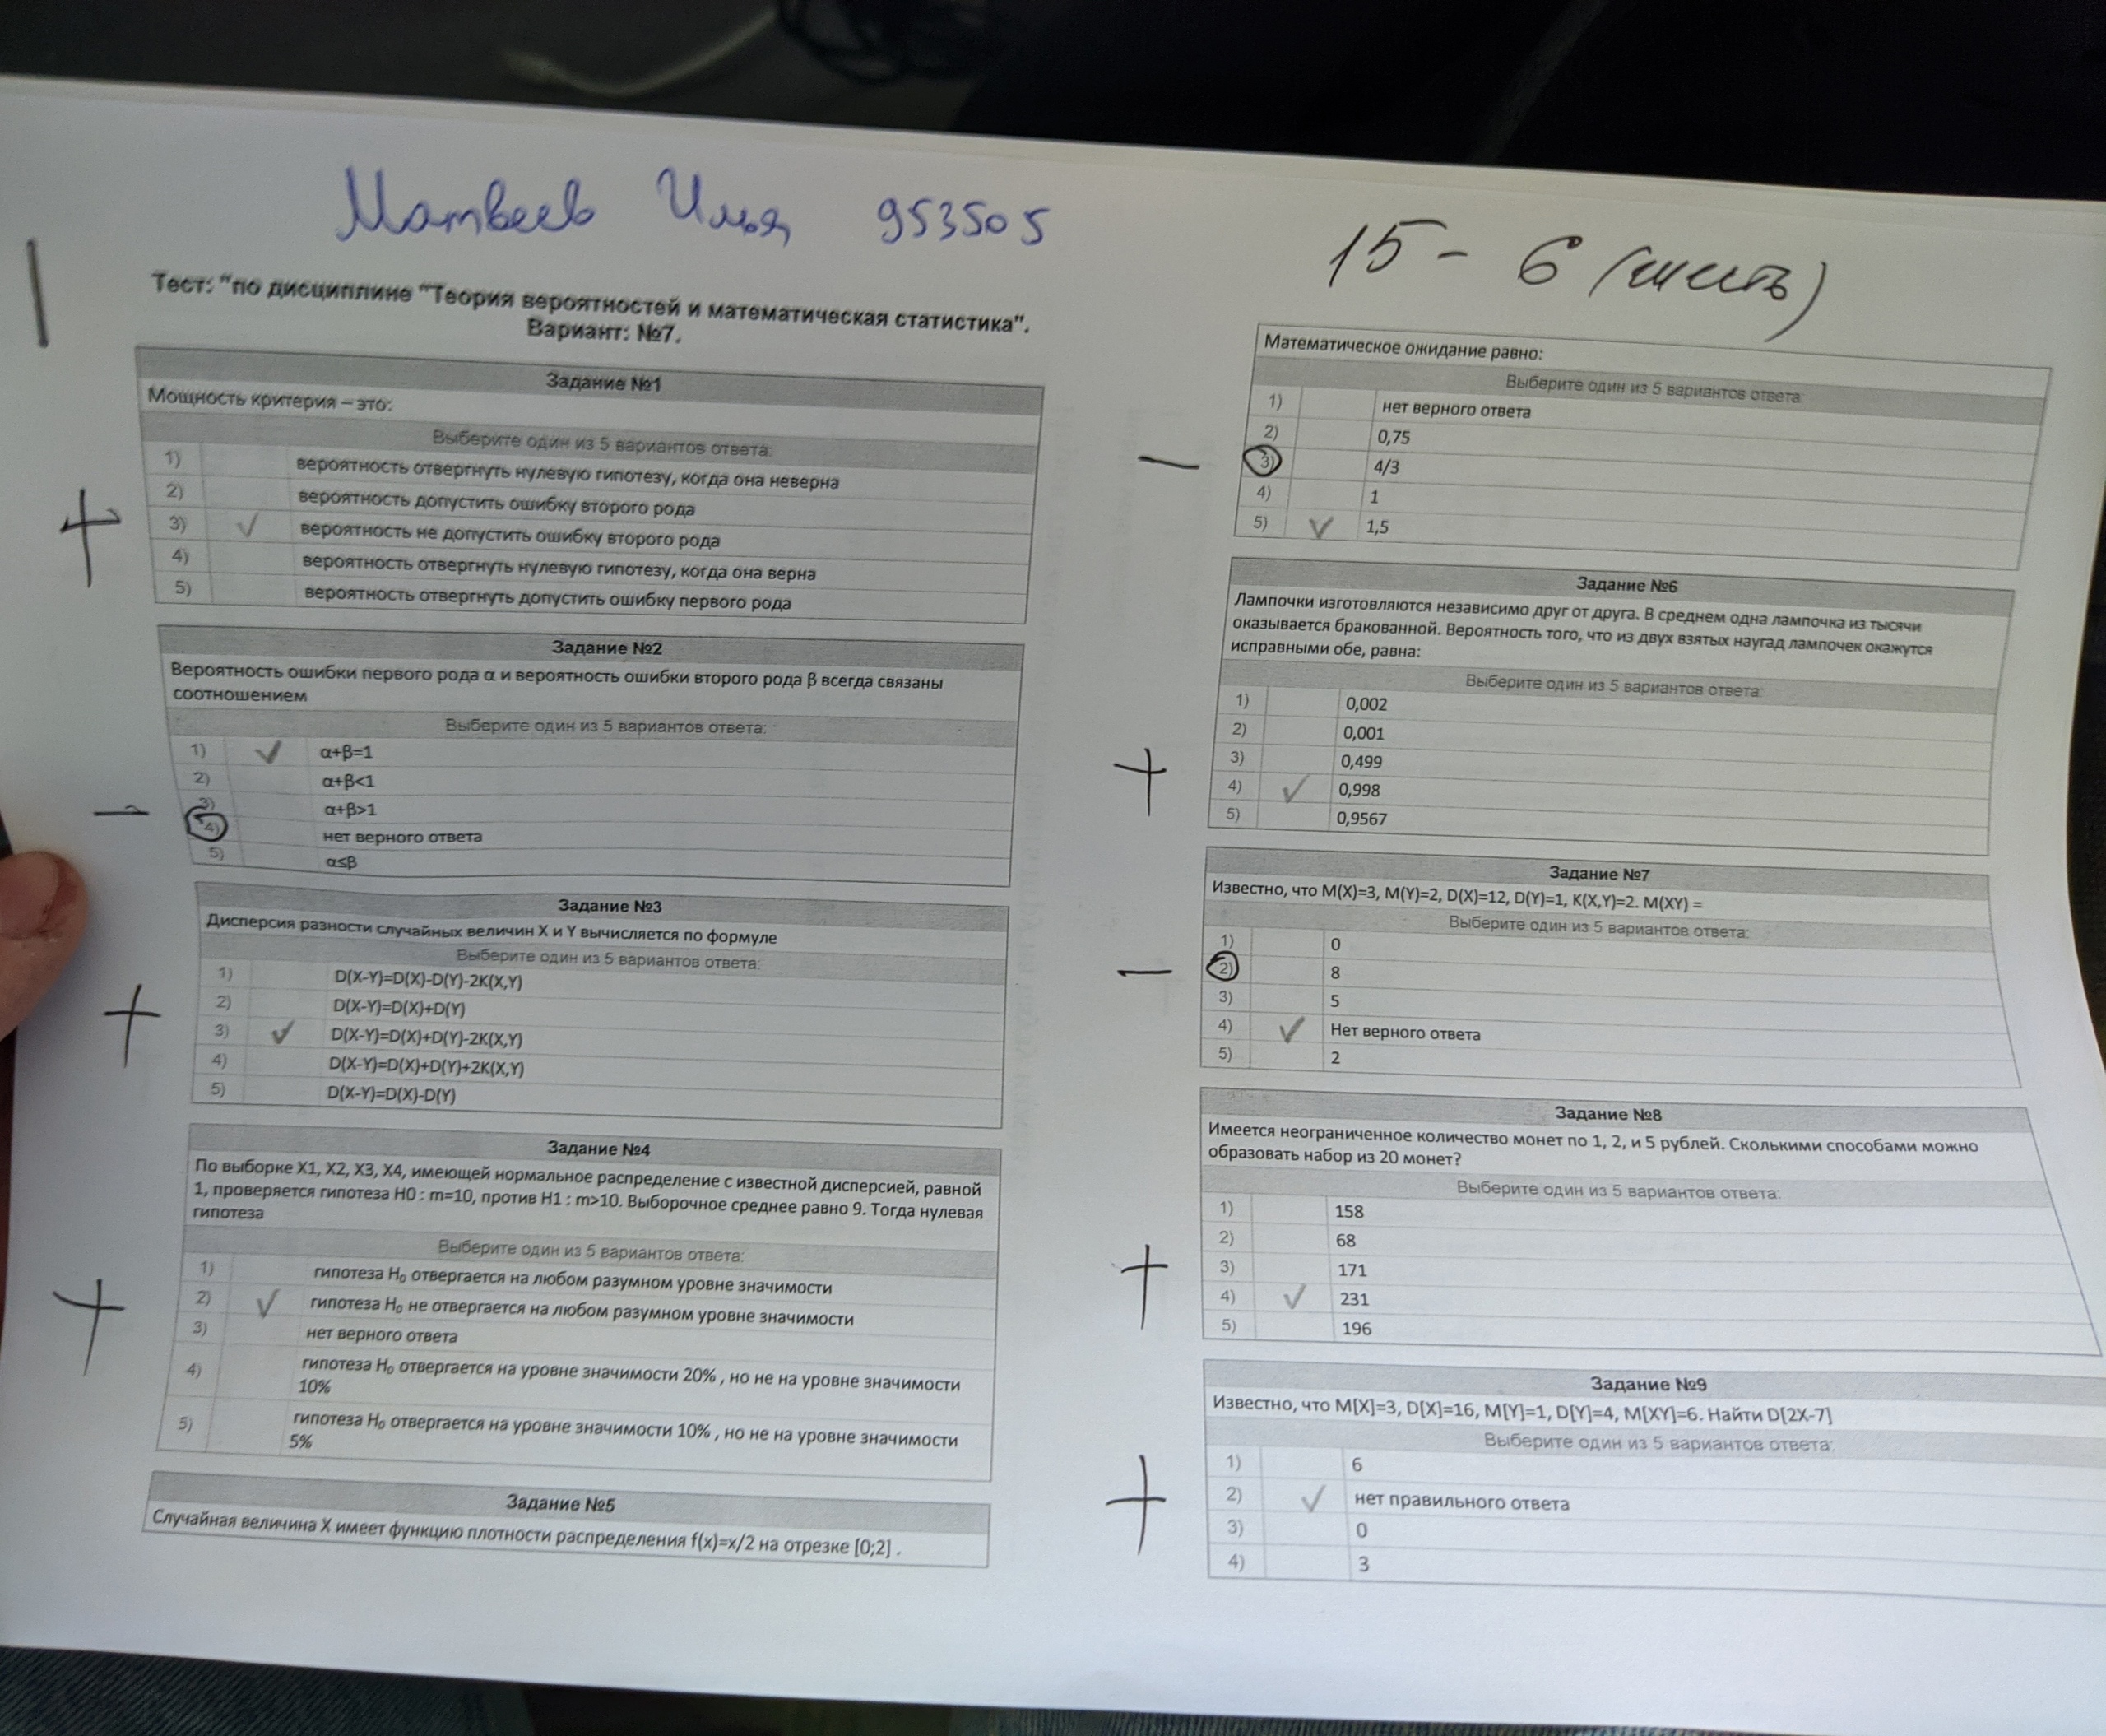 Матвеев Илья 953505
15 - 6 (шесть)
1
Тест: "по дисциплине "Теория вероятностей и математическая статистика".
Вариант: №7.
Задание №1
Мощность критерия – это:
Выберите один из 5 вариантов ответа:
1) вероятность отвергнуть нулевую гипотезу, когда она неверна
2) вероятность допустить ошибку второго рода
+ 3) ✓ вероятность не допустить ошибку второго рода
4) вероятность отвергнуть нулевую гипотезу, когда она верна
5) вероятность отвергнуть допустить ошибку первого рода
Задание №2
Вероятность ошибки первого рода α и вероятность ошибки второго рода β всегда связаны
соотношением
Выберите один из 5 вариантов ответа:
1) ✓ α+β=1
2) α+β<1
3) α+β>1
– 4) нет верного ответа
5) α≤β
Задание №3
Дисперсия разности случайных величин X и Y вычисляется по формуле
Выберите один из 5 вариантов ответа:
1) D(X-Y)=D(X)-D(Y)-2K(X,Y)
2) D(X-Y)=D(X)+D(Y)
+ 3) ✓ D(X-Y)=D(X)+D(Y)-2K(X,Y)
4) D(X-Y)=D(X)+D(Y)+2K(X,Y)
5) D(X-Y)=D(X)-D(Y)
Задание №4
По выборке X1, X2, X3, X4, имеющей нормальное распределение с известной дисперсией, равной
1, проверяется гипотеза H0 : m=10, против H1 : m>10. Выборочное среднее равно 9. Тогда нулевая
гипотеза
Выберите один из 5 вариантов ответа:
1) гипотеза H₀ отвергается на любом разумном уровне значимости
+ 2) ✓ гипотеза H₀ не отвергается на любом разумном уровне значимости
3) нет верного ответа
4) гипотеза H₀ отвергается на уровне значимости 20% , но не на уровне значимости
10%
5) гипотеза H₀ отвергается на уровне значимости 10% , но не на уровне значимости
5%
Задание №5
Случайная величина X имеет функцию плотности распределения f(x)=x/2 на отрезке [0;2] .
Математическое ожидание равно:
Выберите один из 5 вариантов ответа:
1) нет верного ответа
2) 0,75
– 3) 4/3
4) 1
5) ✓ 1,5
Задание №6
Лампочки изготовляются независимо друг от друга. В среднем одна лампочка из тысячи
оказывается бракованной. Вероятность того, что из двух взятых наугад лампочек окажутся
исправными обе, равна:
Выберите один из 5 вариантов ответа:
1) 0,002
2) 0,001
3) 0,499
+ 4) ✓ 0,998
5) 0,9567
Задание №7
Известно, что M(X)=3, M(Y)=2, D(X)=12, D(Y)=1, K(X,Y)=2. M(XY) =
Выберите один из 5 вариантов ответа:
1) 0
– 2) 8
3) 5
4) ✓ Нет верного ответа
5) 2
Задание №8
Имеется неограниченное количество монет по 1, 2, и 5 рублей. Сколькими способами можно
образовать набор из 20 монет?
Выберите один из 5 вариантов ответа:
1) 158
2) 68
3) 171
+ 4) ✓ 231
5) 196
Задание №9
Известно, что M[X]=3, D[X]=16, M[Y]=1, D[Y]=4, M[XY]=6. Найти D[2X-7]
Выберите один из 5 вариантов ответа:
1) 6
+ 2) ✓ нет правильного ответа
3) 0
4) 3